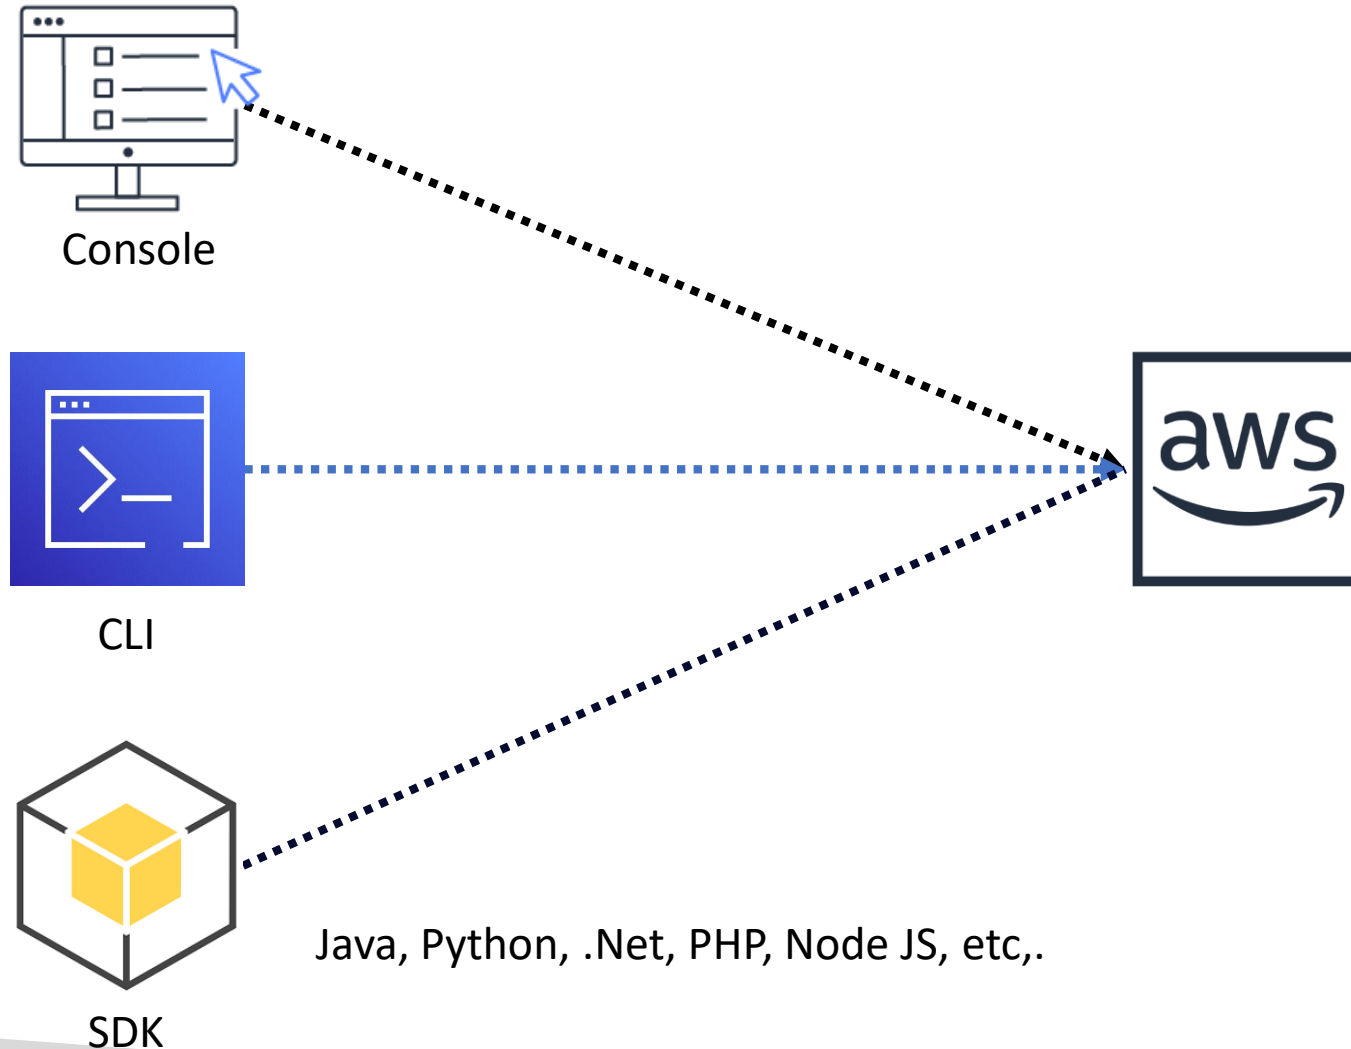 Console
aws
CLI
Java, Python, .Net, PHP, Node JS, etc,.
SDK